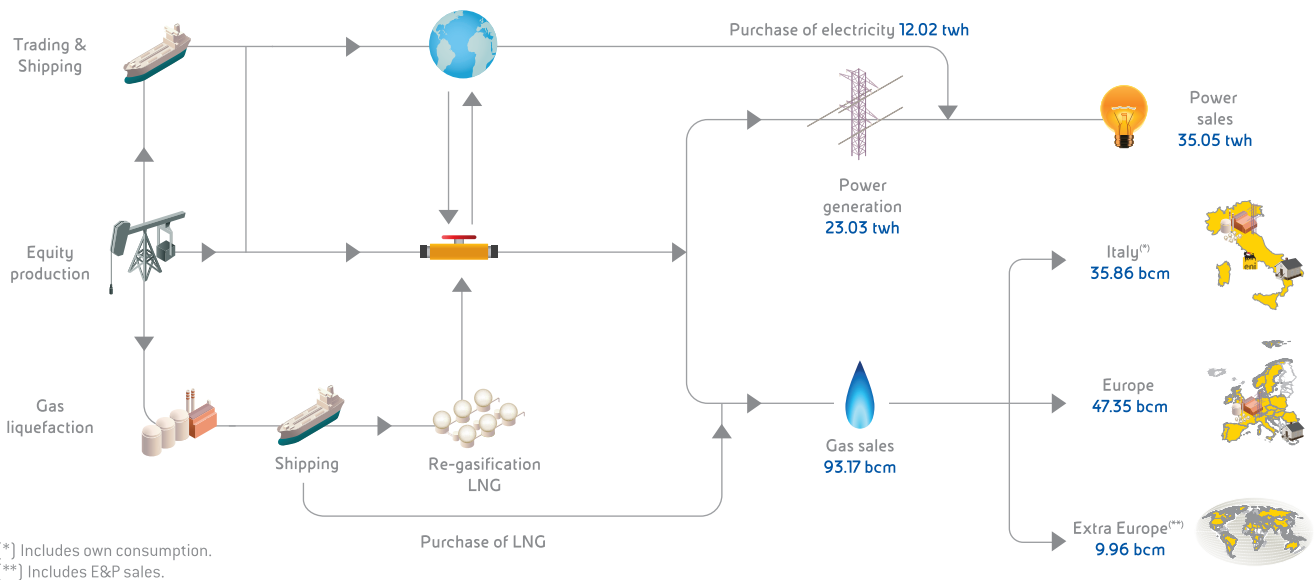 Trading &
Shipping
Purchase of electricity 12.02 twh
Power
sales
35.05 twh
Power
generation
23.03 twh
Equity
production
Italy(*)
35.86 bcm
eni
Gas
liquefaction
Shipping
Re-gasification
LNG
Gas sales
93.17 bcm
Europe
47.35 bcm
Purchase of LNG
Extra Europe(**)
9.96 bcm
(*) Includes own consumption.
(**) Includes E&P sales.